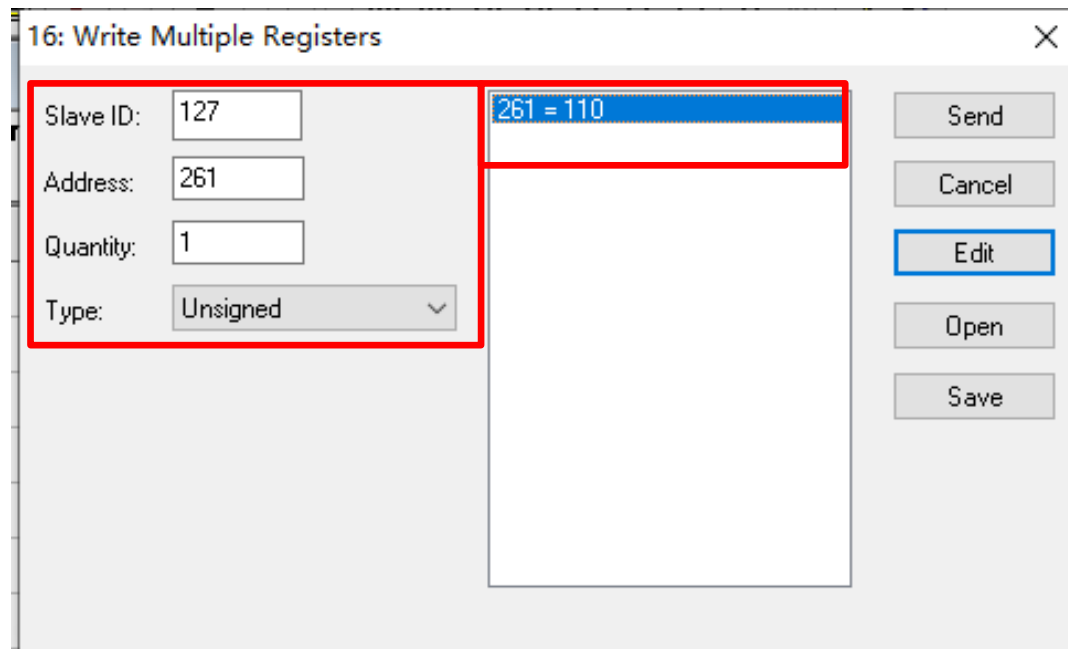 16: Write Multiple Registers
Slave ID: 127
Address: 261
Quantity: 1
Type: Unsigned
261 = 110
Send
Cancel
Edit
Open
Save